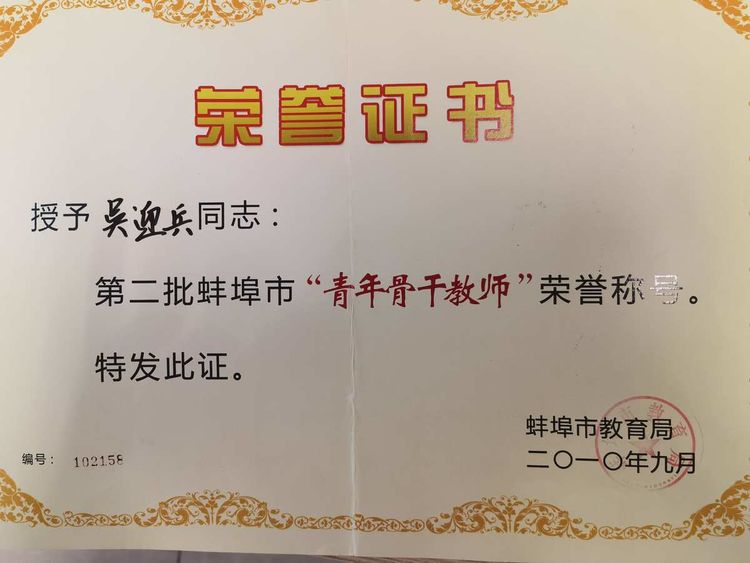 荣誉证书
授予吴迎兵同志：
第二批蚌埠市“青年骨干教师”荣誉称号。
特发此证。
蚌埠市教育局
二〇一〇年九月
编号：102158